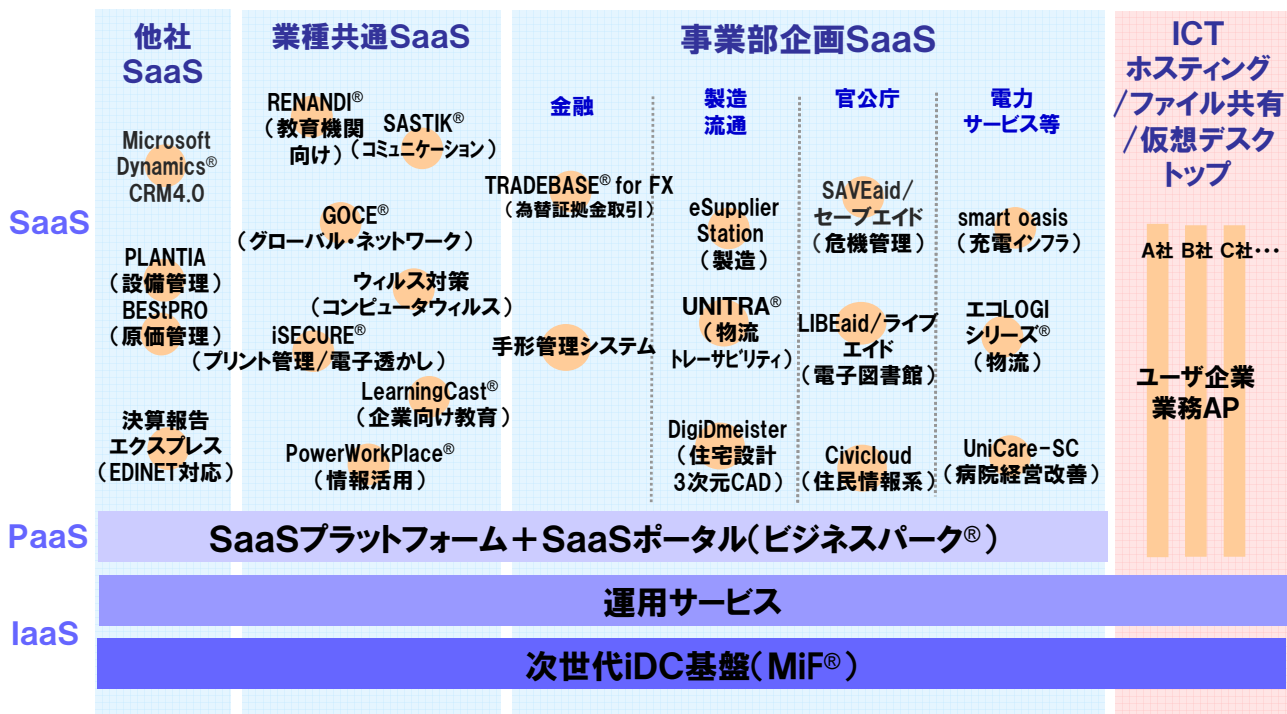 他社
SaaS
業種共通SaaS
事業部企画SaaS
ICT
ホスティング
/ファイル共有
/仮想デスク
トップ
SaaS
Microsoft
Dynamics®
CRM4.0
PLANTIA
(設備管理)
BEStPRO
(原価管理)
決算報告
エクスプレス
(EDINET対応)
RENANDI®
(教育機関
向け)
SASTIK®
(コミュニケーション)
GOCE®
(グローバル・ネットワーク)
ウィルス対策
(コンピュータウィルス)
iSECURE®
(プリント管理/電子透かし)
LearningCast®
(企業向け教育)
PowerWorkPlace®
(情報活用)
金融
TRADEBASE® for FX
(為替証拠金取引)
手形管理システム
製造
流通
eSupplier
Station
(製造)
UNITRA®
(物流
トレーサビリティ)
DigiDmeister
(住宅設計
3次元CAD)
官公庁
SAVEaid/
セーブエイド
(危機管理)
LIBEaid/ライブ
エイド
(電子図書館)
Civicloud
(住民情報系)
電力
サービス等
smart oasis
(充電インフラ)
エコLOGI
シリーズ®
(物流)
UniCare-SC
(病院経営改善)
A社 B社 C社・・・
ユーザ企業
業務AP
PaaS
SaaSプラットフォーム+SaaSポータル(ビジネスパーク®)
IaaS
運用サービス
次世代iDC基盤(MiF®)